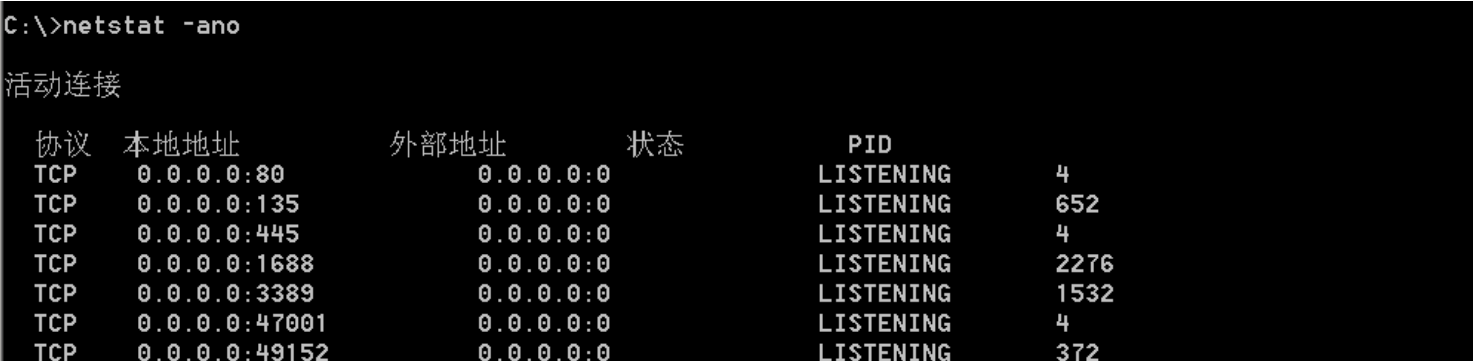 C:\>netstat -ano
活动连接
协议 本地地址 外部地址 状态 PID
TCP 0.0.0.0:80 0.0.0.0:0 LISTENING 4
TCP 0.0.0.0:135 0.0.0.0:0 LISTENING 652
TCP 0.0.0.0:445 0.0.0.0:0 LISTENING 4
TCP 0.0.0.0:1688 0.0.0.0:0 LISTENING 2276
TCP 0.0.0.0:3389 0.0.0.0:0 LISTENING 1532
TCP 0.0.0.0:47001 0.0.0.0:0 LISTENING 4
TCP 0.0.0.0:49152 0.0.0.0:0 LISTENING 372